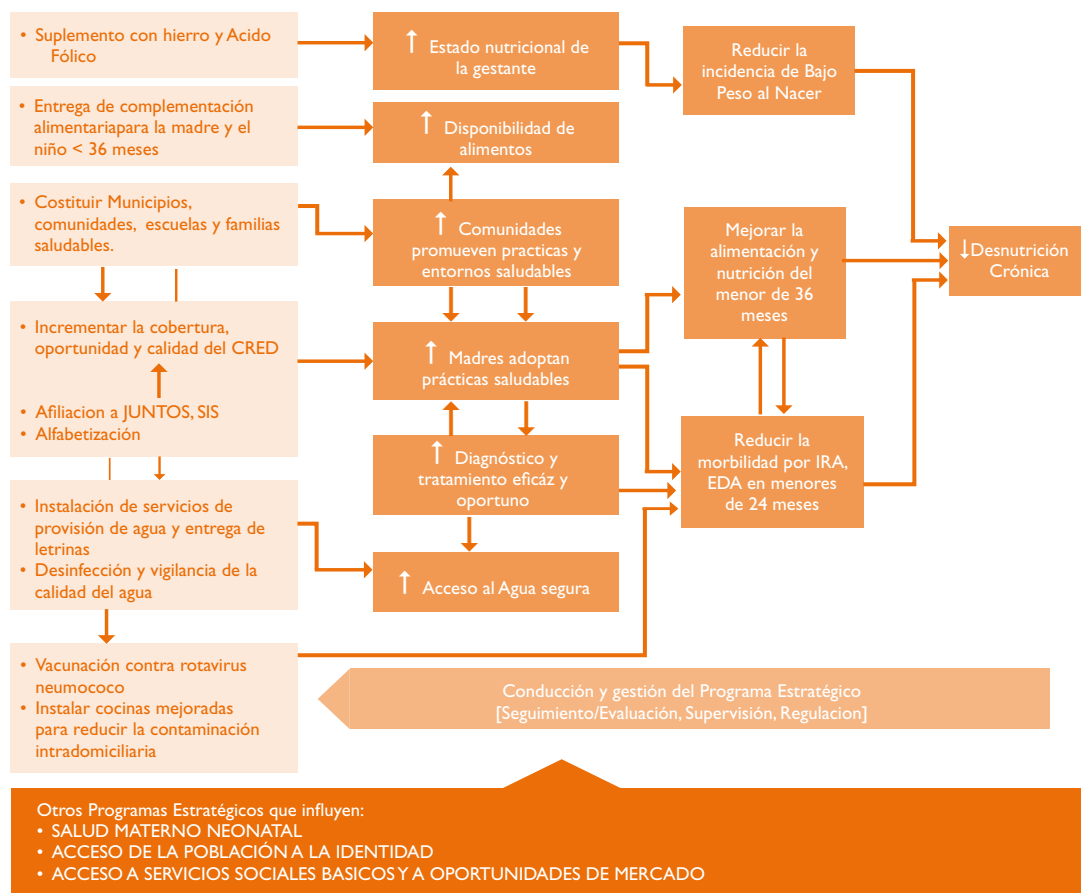 • Suplemento con hierro y Acido
Fólico
• Entrega de complementación
alimentariapara la madre y el
niño < 36 meses
• Costituir Municipios,
comunidades, escuelas y familias
saludables.
• Incrementar la cobertura,
oportunidad y calidad del CRED
• Afiliacion a JUNTOS, SIS
• Alfabetización
• Instalación de servicios de
provisión de agua y entrega de
letrinas
• Desinfección y vigilancia de la
calidad del agua
• Vacunación contra rotavirus
neumococo
• Instalar cocinas mejoradas
para reducir la contaminación
intradomiciliaria
↑ Estado nutricional de
la gestante
↑ Disponibilidad de
alimentos
↑ Comunidades
promueven practicas y
entornos saludables
↑ Madres adoptan
prácticas saludables
↑ Diagnóstico y
tratamiento eficáz y
oportuno
↑ Acceso al Agua segura
Reducir la
incidencia de Bajo
Peso al Nacer
Mejorar la
alimentación y
nutrición del
menor de 36
meses
Reducir la
morbilidad por IRA,
EDA en menores
de 24 meses
↓Desnutrición
Crónica
Conducción y gestión del Programa Estratégico
[Seguimiento/Evaluación, Supervisión, Regulacion]
Otros Programas Estratégicos que influyen:
• SALUD MATERNO NEONATAL
• ACCESO DE LA POBLACIÓN A LA IDENTIDAD
• ACCESO A SERVICIOS SOCIALES BASICOS Y A OPORTUNIDADES DE MERCADO